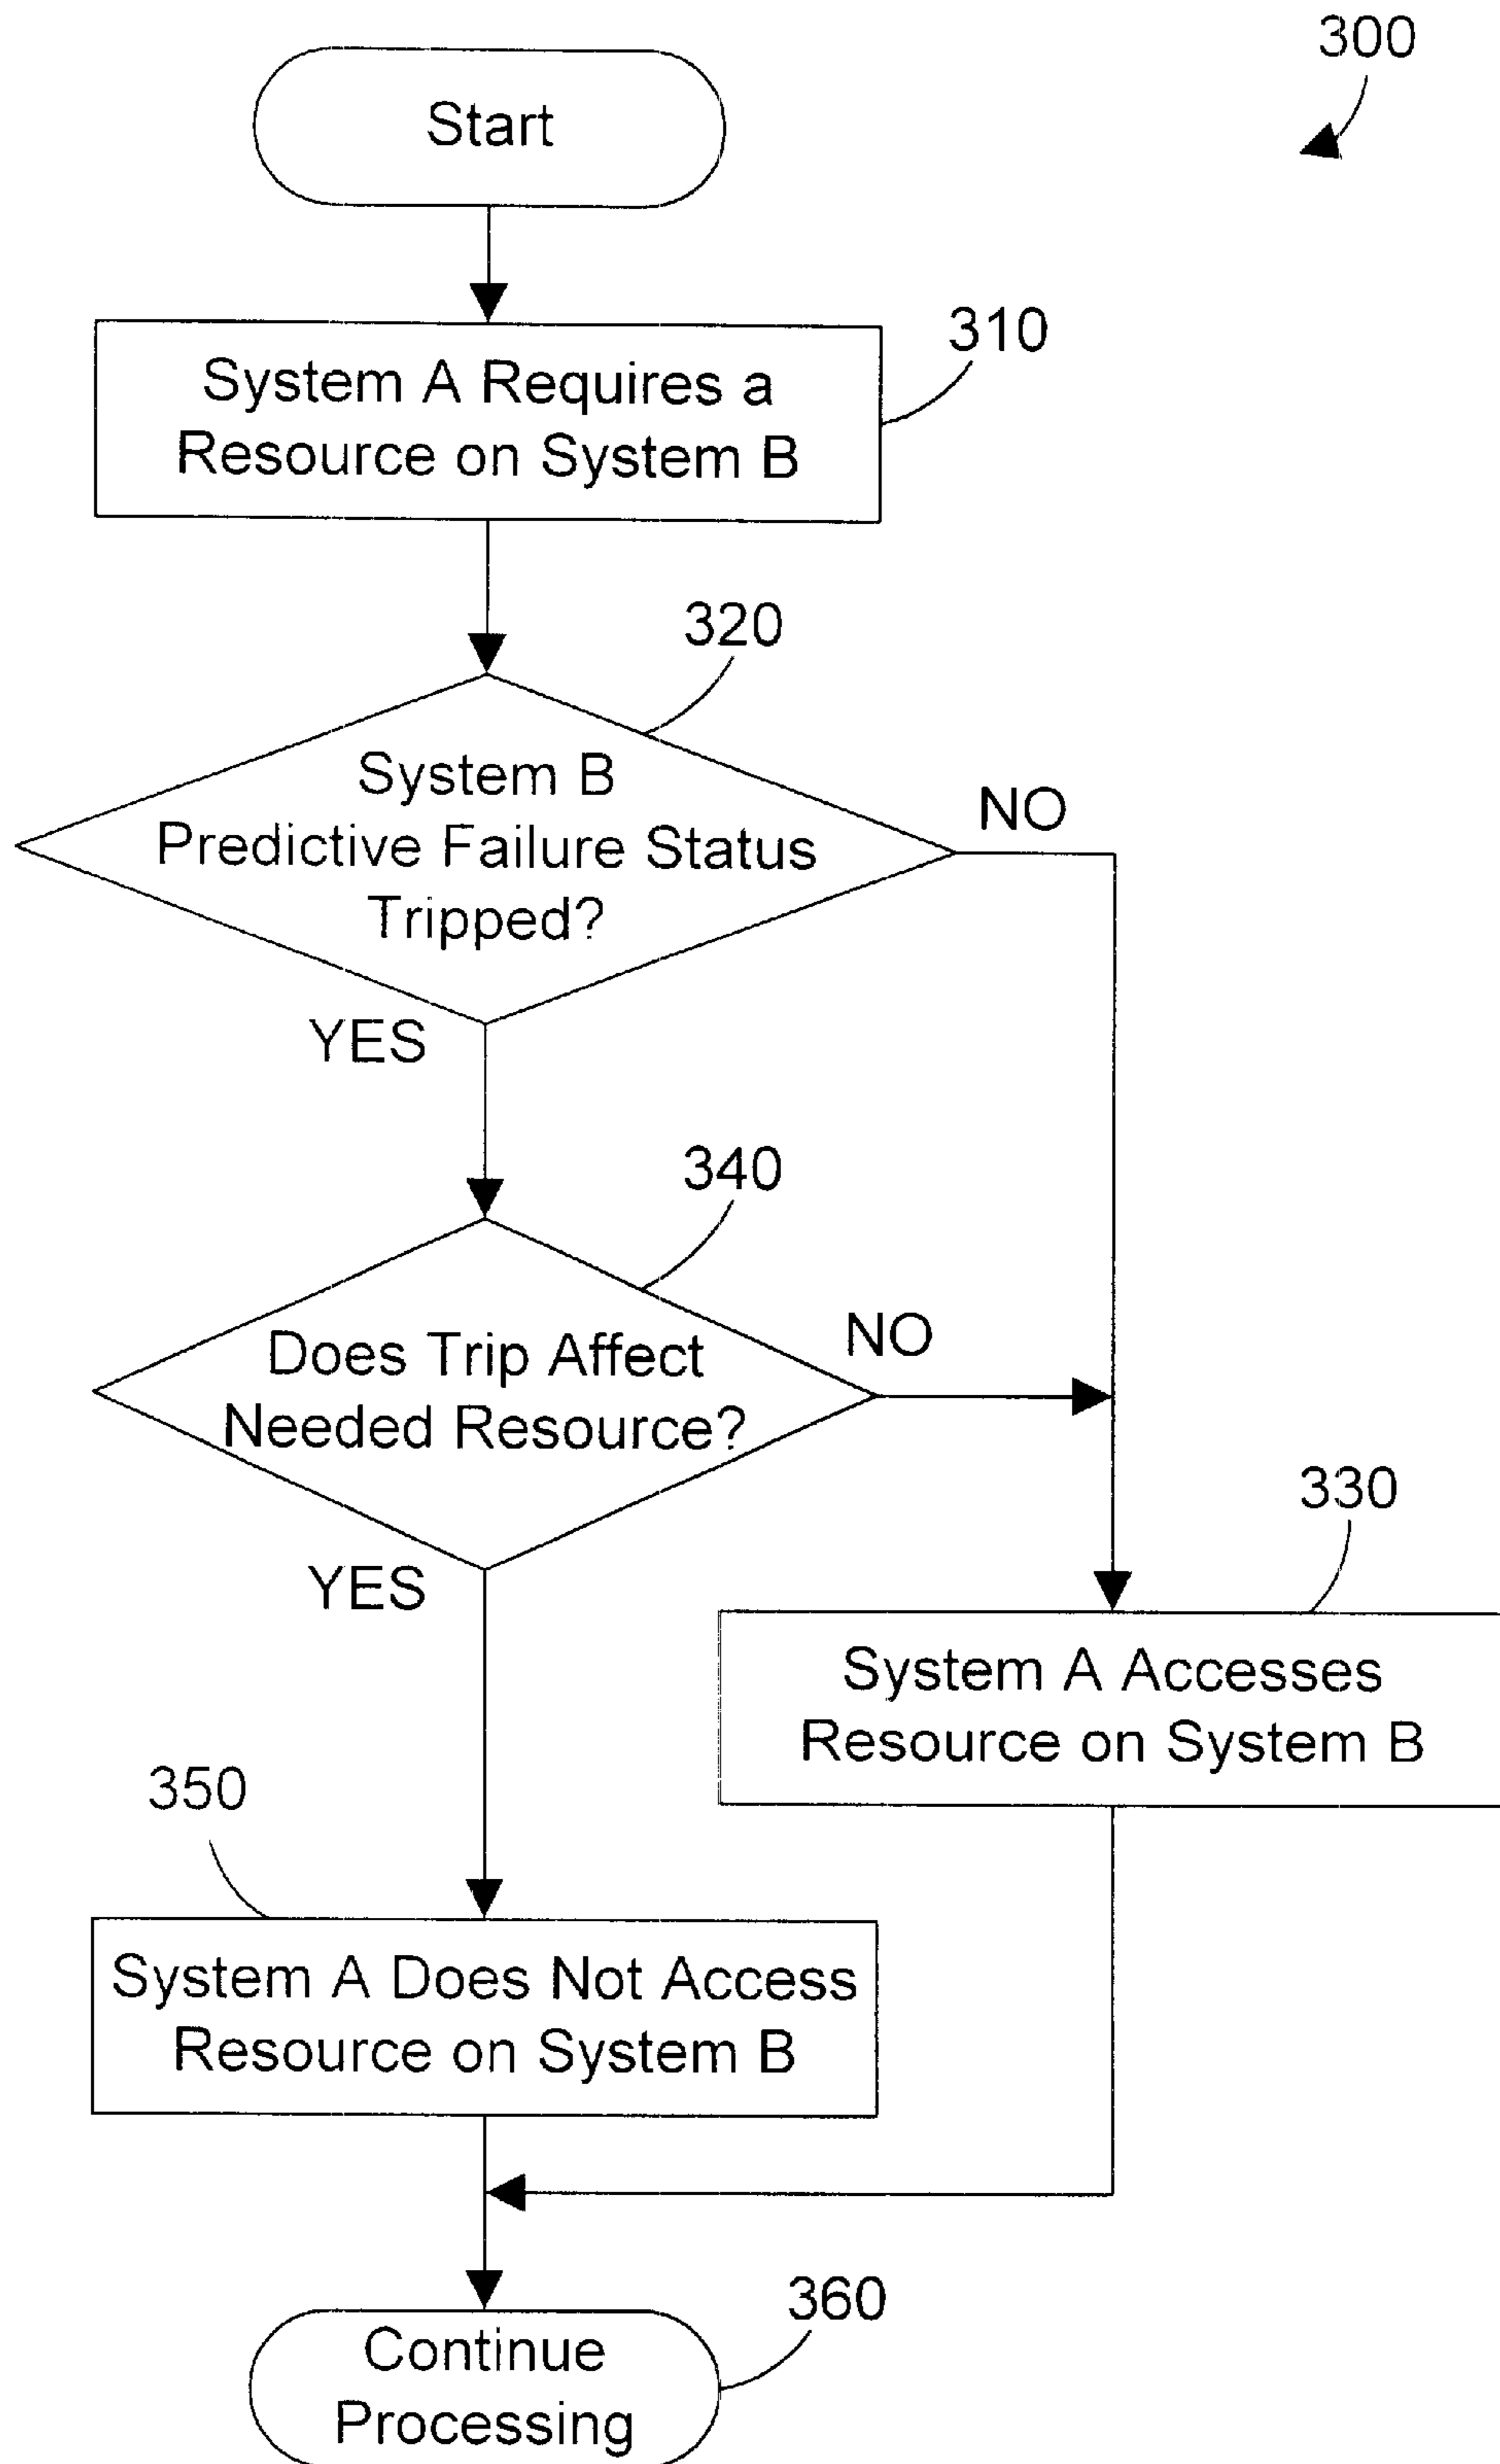 300
Start
310
System A Requires a
Resource on System B
320
System B
Predictive Failure Status
Tripped?
NO
YES
340
Does Trip Affect
Needed Resource?
NO
YES
330
System A Accesses
Resource on System B
350
System A Does Not Access
Resource on System B
360
Continue
Processing